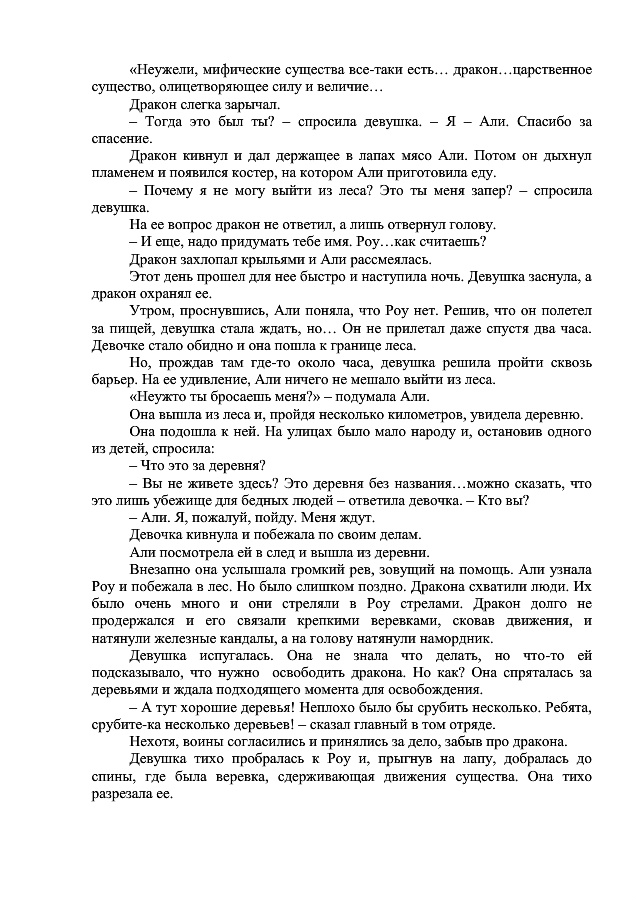 «Неужели, мифические существа все-таки есть… дракон…царственное
существо, олицетворяющее силу и величие…
Дракон слегка зарычал.
– Тогда это был ты? – спросила девушка. – Я – Али. Спасибо за
спасение.
Дракон кивнул и дал держащее в лапах мясо Али. Потом он дыхнул
пламенем и появился костер, на котором Али приготовила еду.
– Почему я не могу выйти из леса? Это ты меня запер? – спросила
девушка.
На ее вопрос дракон не ответил, а лишь отвернул голову.
– И еще, надо придумать тебе имя. Роу…как считаешь?
Дракон захлопал крыльями и Али рассмеялась.
Этот день прошел для нее быстро и наступила ночь. Девушка заснула, а
дракон охранял ее.
Утром, проснувшись, Али поняла, что Роу нет. Решив, что он полетел
за пищей, девушка стала ждать, но… Он не прилетал даже спустя два часа.
Девочке стало обидно и она пошла к границе леса.
Но, прождав там где-то около часа, девушка решила пройти сквозь
барьер. На ее удивление, Али ничего не мешало выйти из леса.
«Неужто ты бросаешь меня?» – подумала Али.
Она вышла из леса и, пройдя несколько километров, увидела деревню.
Она подошла к ней. На улицах было мало народу и, остановив одного
из детей, спросила:
– Что это за деревня?
– Вы не живете здесь? Это деревня без названия…можно сказать, что
это лишь убежище для бедных людей – ответила девочка. – Кто вы?
– Али. Я, пожалуй, пойду. Меня ждут.
Девочка кивнула и побежала по своим делам.
Али посмотрела ей в след и вышла из деревни.
Внезапно она услышала громкий рев, зовущий на помощь. Али узнала
Роу и побежала в лес. Но было слишком поздно. Дракона схватили люди. Их
было очень много и они стреляли в Роу стрелами. Дракон долго не
продержался и его связали крепкими веревками, сковав движения, и
натянули железные кандалы, а на голову натянули намордник.
Девушка испугалась. Она не знала что делать, но что-то ей
подсказывало, что нужно освободить дракона. Но как? Она спряталась за
деревьями и ждала подходящего момента для освобождения.
– А тут хорошие деревья! Неплохо было бы срубить несколько. Ребята,
срубите-ка несколько деревьев! – сказал главный в том отряде.
Нехотя, воины согласились и принялись за дело, забыв про дракона.
Девушка тихо пробралась к Роу и, прыгнув на лапу, добралась до
спины, где была веревка, сдерживающая движения существа. Она тихо
разрезала ее.